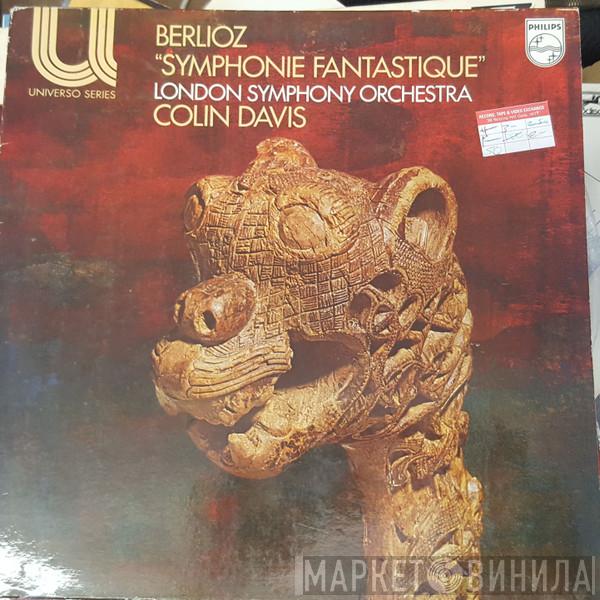 BERLIOZ
"SYMPHONIE FANTASTIQUE"
LONDON SYMPHONY ORCHESTRA
COLIN DAVIS
UNIVERSO SERIES
PHILIPS
RECORD, TAPE & VIDEO EXCHANGE
МАРКЕТ ВИНИЛА